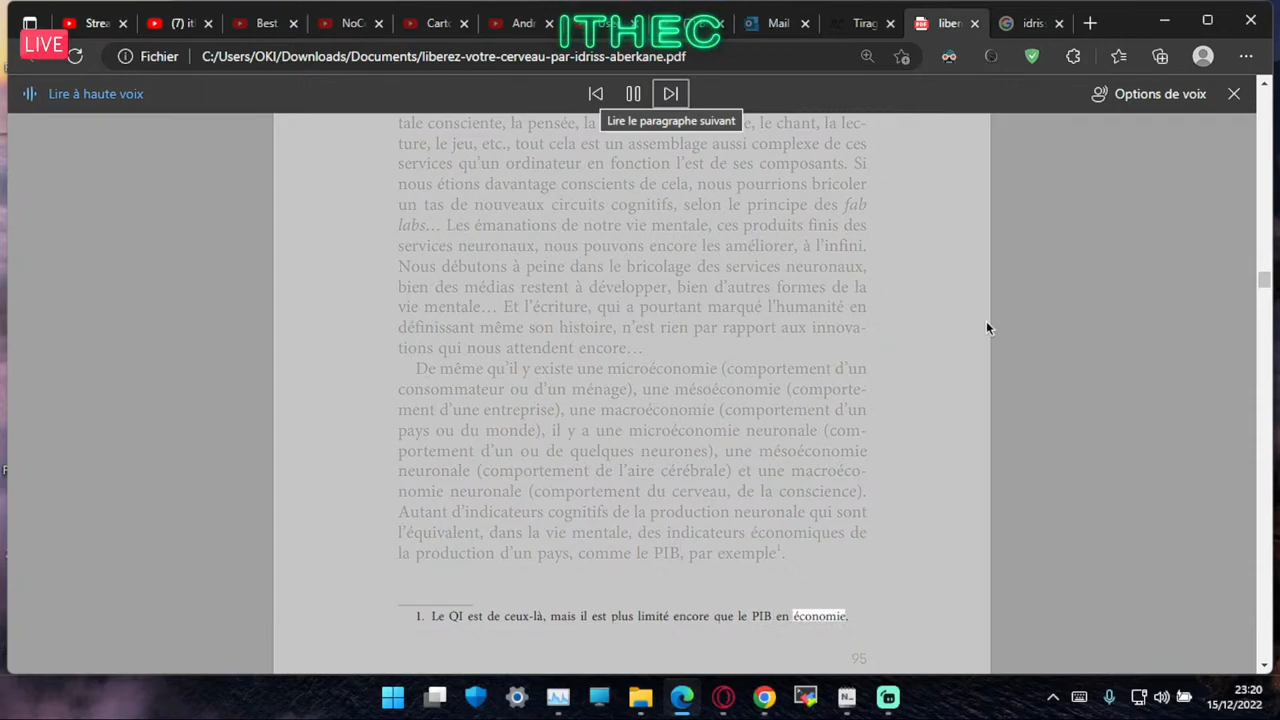 Strea
(7) it
Best
NoCo
Carto
Andr
Mail
Tirag
liber
idris
ITHEC
LIVE
Fichier
C:/Users/OKI/Downloads/Documents/liberez-votre-cerveau-par-idriss-aberkane.pdf
Lire à haute voix
Options de voix
Lire le paragraphe suivant
tale consciente, la pensée, la e, le chant, la lec-
ture, le jeu, etc., tout cela est un assemblage aussi complexe de ces
services qu'un ordinateur en fonction l'est de ses composants. Si
nous étions davantage conscients de cela, nous pourrions bricoler
un tas de nouveaux circuits cognitifs, selon le principe des fab
labs… Les émanations de notre vie mentale, ces produits finis des
services neuronaux, nous pouvons encore les améliorer, à l'infini.
Nous débutons à peine dans le bricolage des services neuronaux,
bien des médias restent à développer, bien d'autres formes de la
vie mentale… Et l'écriture, qui a pourtant marqué l'humanité en
définissant même son histoire, n'est rien par rapport aux innova-
tions qui nous attendent encore…
De même qu'il y existe une microéconomie (comportement d'un
consommateur ou d'un ménage), une mésoéconomie (comporte-
ment d'une entreprise), une macroéconomie (comportement d'un
pays ou du monde), il y a une microéconomie neuronale (com-
portement d'un ou de quelques neurones), une mésoéconomie
neuronale (comportement de l'aire cérébrale) et une macroéco-
nomie neuronale (comportement du cerveau, de la conscience).
Autant d'indicateurs cognitifs de la production neuronale qui sont
l'équivalent, dans la vie mentale, des indicateurs économiques de
la production d'un pays, comme le PIB, par exemple1.
1. Le QI est de ceux-là, mais il est plus limité encore que le PIB en économie.
95
23:20
15/12/2022